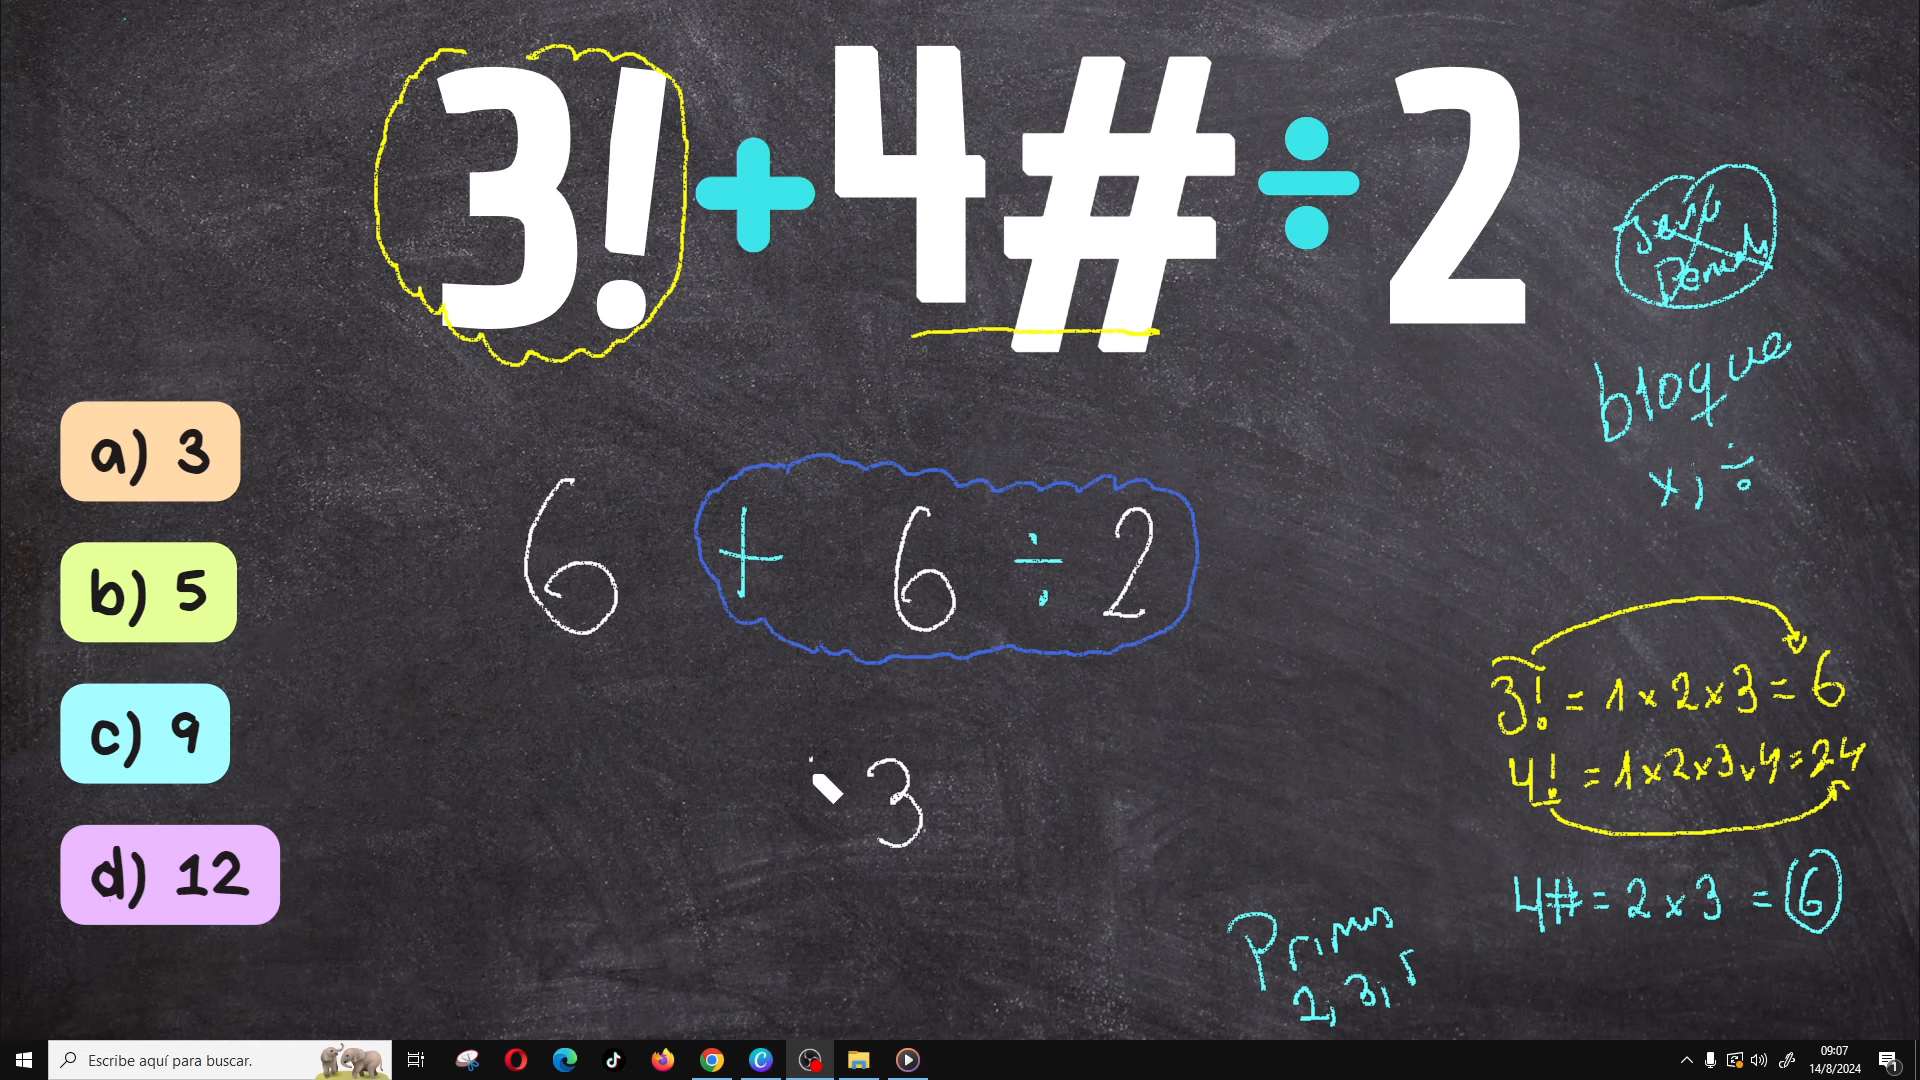 3! + 4# ÷ 2
bloque
x, ÷
a) 3
b) 5
c) 9
d) 12
6 + 6 ÷ 2
3
3! = 1 x 2 x 3 = 6
4! = 1 x 2 x 3 x 4 = 24
4# = 2 x 3 = 6
Primos
2, 3, 5
Escribe aquí para buscar.
09:07
14/8/2024
1